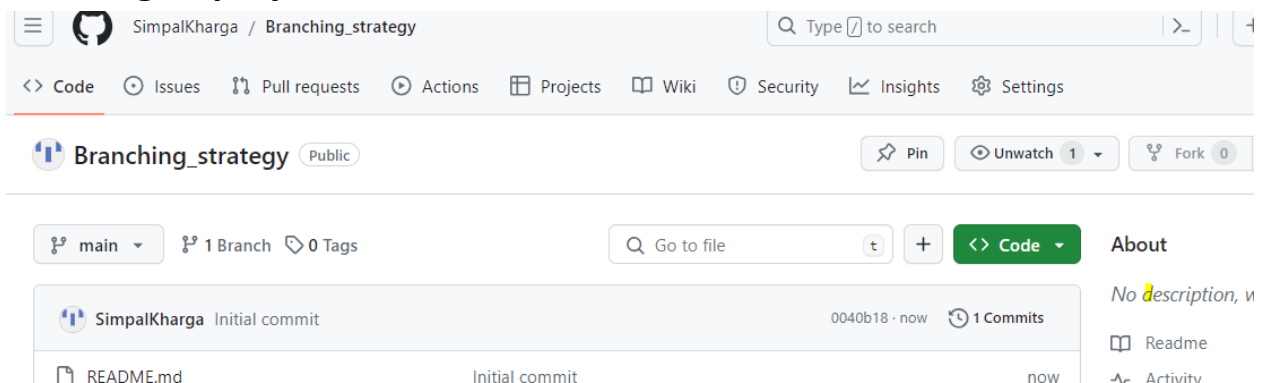 SimpalKharga / Branching_strategy Type / to search >_
<> Code Issues Pull requests Actions Projects Wiki Security Insights Settings
Branching_strategy Public Pin Unwatch 1 Fork 0
main 1 Branch 0 Tags Go to file t + <> Code About
No description, w
SimpalKharga Initial commit 0040b18 · now 1 Commits
Readme
README.md Initial commit now Activity